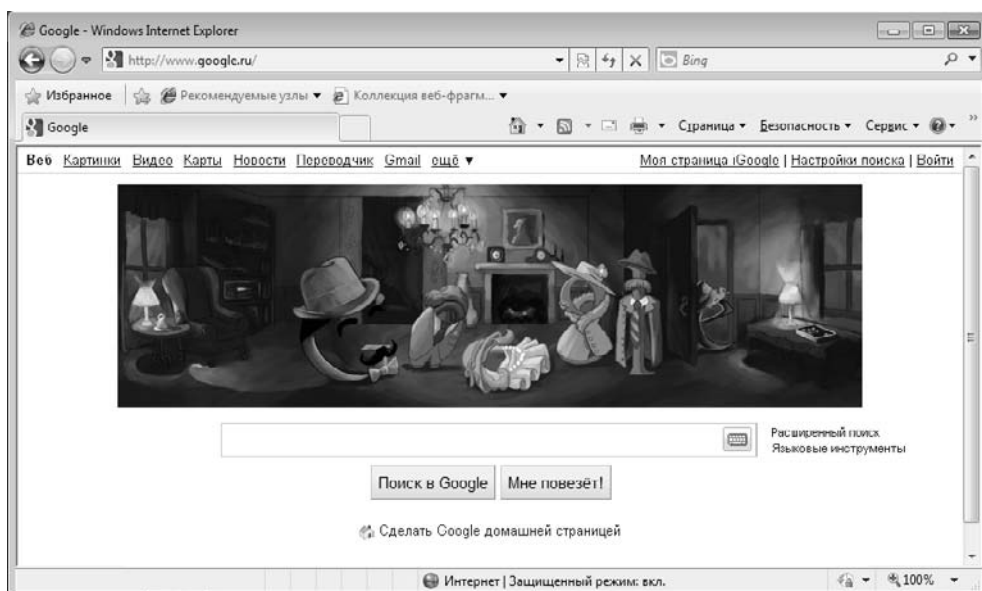 Google - Windows Internet Explorer
http://www.google.ru/
Bing
Избранное Рекомендуемые узлы Коллекция веб-фрагм...
Google
Страница Безопасность Сервис
Веб Картинки Видео Карты Новости Переводчик Gmail ещё Моя страница iGoogle | Настройки поиска | Войти
Расширенный поиск
Языковые инструменты
Поиск в Google Мне повезёт!
Сделать Google домашней страницей
Интернет | Защищенный режим: вкл. 100%